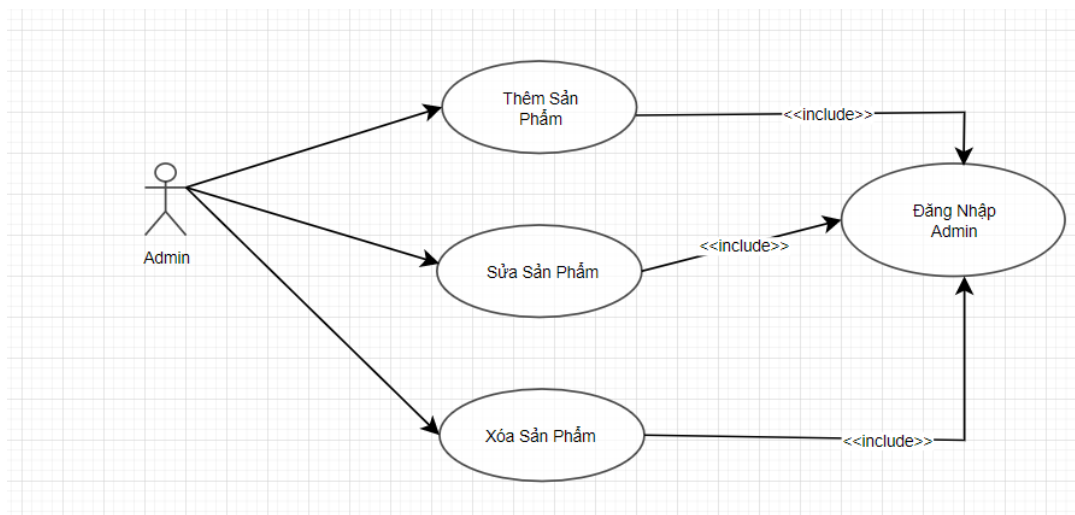 Thêm Sản
Phẩm
<<include>>
Đăng Nhập
Admin
Admin
<<include>>
Sửa Sản Phẩm
Xóa Sản Phẩm
<<include>>